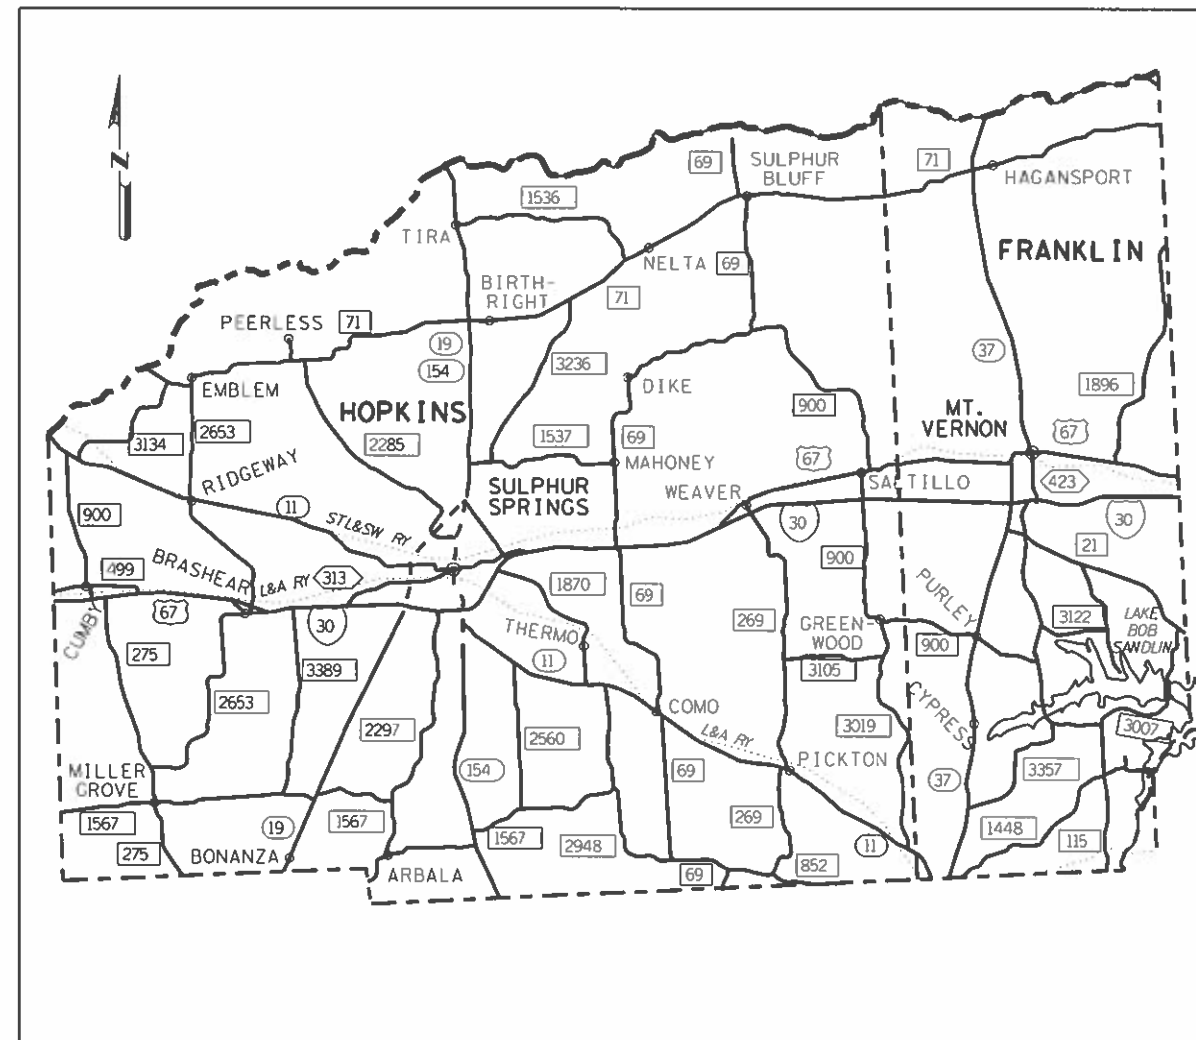 N
69
SULPHUR
BLUFF
71
HAGANSPORT
1536
TIRA
NELTA
69
FRANKLIN
BIRTH-
RIGHT
71
PEERLESS
71
19
154
3236
37
EMBLEM
DIKE
1896
HOPKINS
900
MT.
VERNON
3134
2653
2285
1537
69
67
67
RIDGEWAY
MAHONEY
SALTILLO
423
SULPHUR
SPRINGS
WEAVER
900
11
STL&SW RY
30
30
21
499
BRASHEAR
L&A RY
313
1870
69
900
PURLEY
67
30
THERMO
269
GREEN-
WOOD
900
3122
LAKE
BOB
SANDLIN
CUMBY
275
3389
11
3105
2653
COMO
CYPRESS
2297
2560
L&A RY
3019
3007
154
69
PICKTON
37
3357
MILLER
GROVE
1567
19
1567
1567
2948
269
11
1448
115
275
BONANZA
ARBALA
69
852